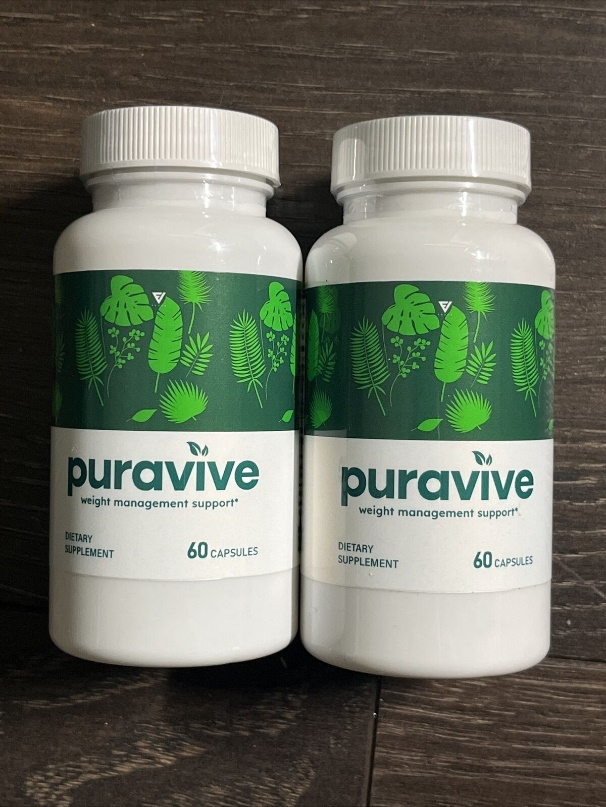 puravive
weight management support*
DIETARY
SUPPLEMENT
60 CAPSULES
puravive
weight management support*
DIETARY
SUPPLEMENT
60 CAPSULES